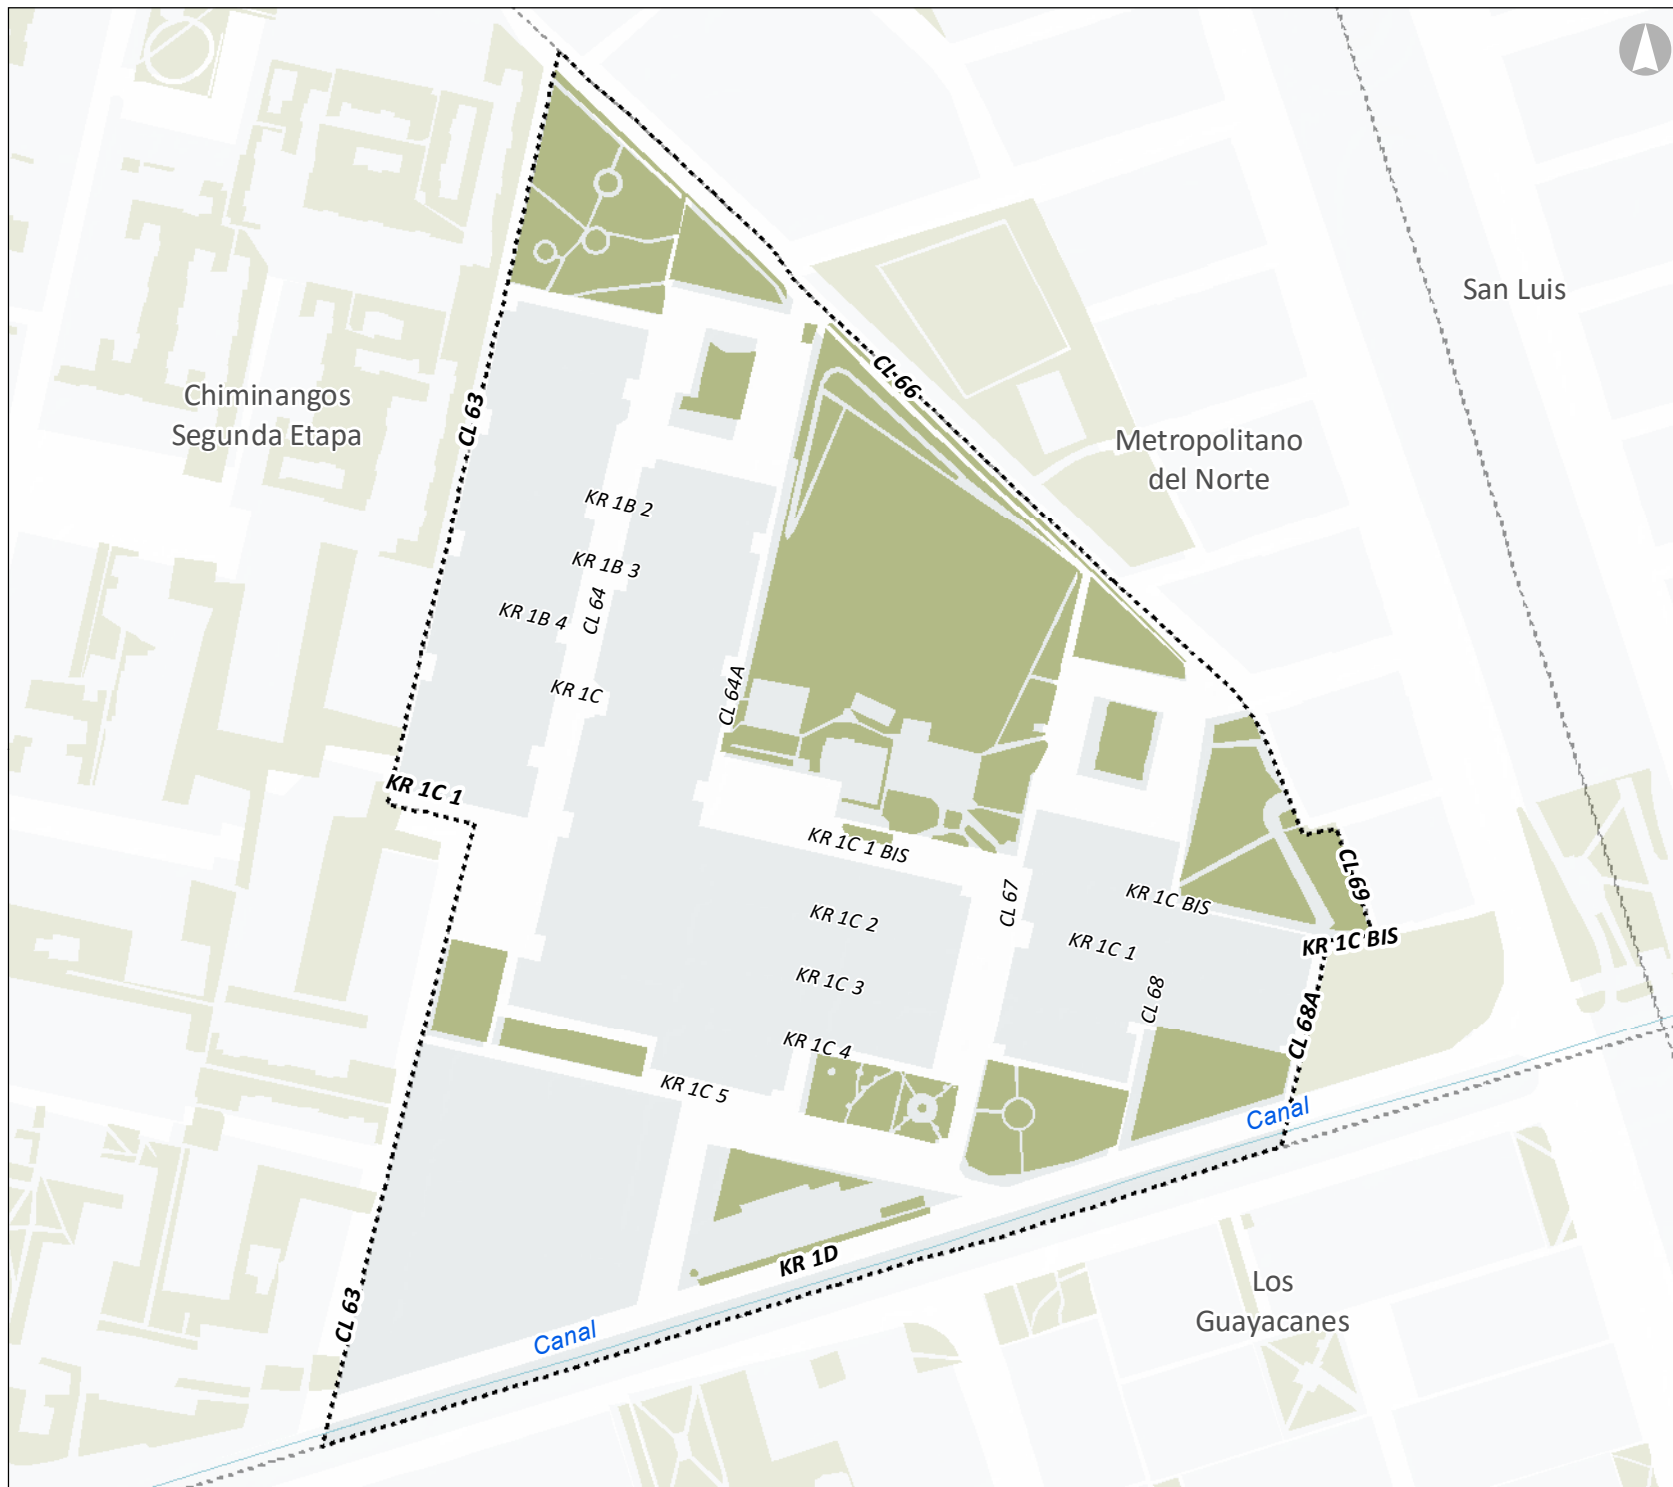 San Luis
CL 66
Chiminangos
Segunda Etapa
CL 63
Metropolitano
del Norte
KR 1B 2
KR 1B 3
CL 64
KR 1B 4
KR 1C
CL 64A
KR 1C 1
KR 1C 1 BIS
CL 69
CL 67
KR 1C BIS
KR 1C 2
KR 1C 1
KR 1C BIS
KR 1C 3
CL 68
CL 68A
KR 1C 4
KR 1C 5
Canal
KR 1D
CL 63
Canal
Los
Guayacanes